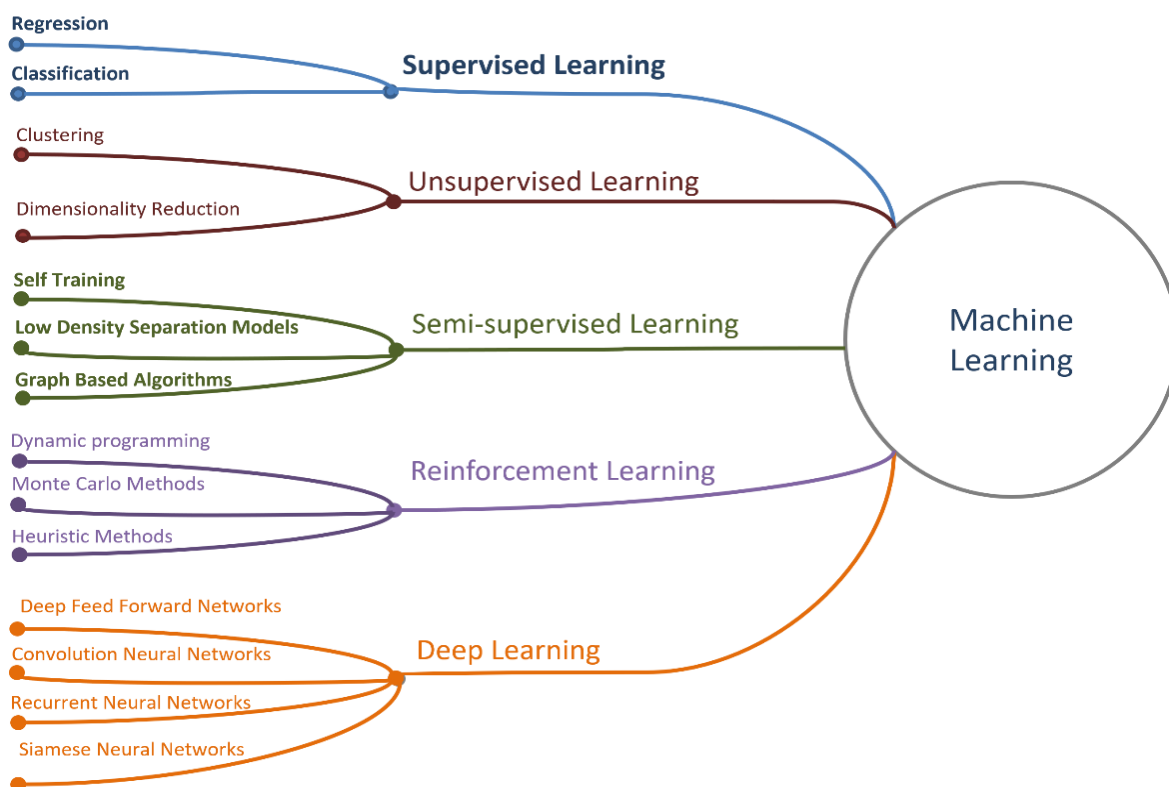 Regression
Classification
Supervised Learning
Clustering
Dimensionality Reduction
Unsupervised Learning
Self Training
Low Density Separation Models
Graph Based Algorithms
Semi-supervised Learning
Dynamic programming
Monte Carlo Methods
Heuristic Methods
Reinforcement Learning
Deep Feed Forward Networks
Convolution Neural Networks
Recurrent Neural Networks
Siamese Neural Networks
Deep Learning
Machine
Learning